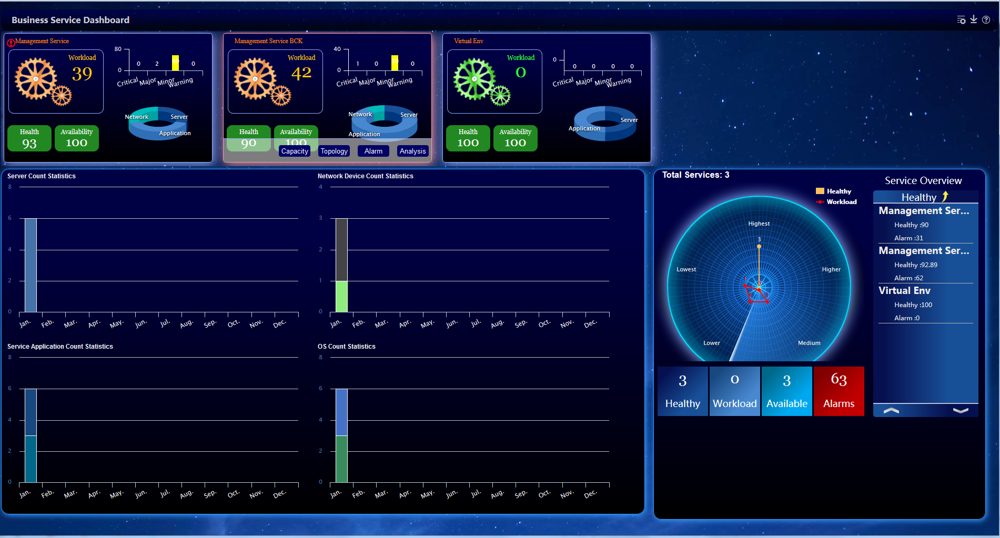 Business Service Dashboard
Management Service
Workload
39
80
0
0
2
0
Critical
Major
Minor
Warning
Network
Server
Application
Health
93
Availability
100
Management Service BCK
Workload
42
40
0
1
0
30
0
Critical
Major
Minor
Warning
Network
Server
Application
Health
90
Availability
100
Capacity
Topology
Alarm
Analysis
Virtual Env
Workload
0
0
0
0
0
0
Critical
Major
Minor
Warning
Application
Server
Health
100
Availability
100
Server Count Statistics
8
6
4
2
0
Jan.
Feb.
Mar.
Apr.
May.
Jun.
Jul.
Aug.
Sep.
Oct.
Nov.
Dec.
Network Device Count Statistics
4
3
2
1
0
Jan.
Feb.
Mar.
Apr.
May.
Jun.
Jul.
Aug.
Sep.
Oct.
Nov.
Dec.
Service Application Count Statistics
8
6
4
2
0
Jan.
Feb.
Mar.
Apr.
May.
Jun.
Jul.
Aug.
Sep.
Oct.
Nov.
Dec.
OS Count Statistics
8
6
4
2
0
Jan.
Feb.
Mar.
Apr.
May.
Jun.
Jul.
Aug.
Sep.
Oct.
Nov.
Dec.
Total Services: 3
Healthy
Workload
Highest
3
Lowest
Higher
Lower
Medium
3
Healthy
0
Workload
3
Available
63
Alarms
Service Overview
Healthy
Management Ser...
Healthy :90
Alarm :31
Management Ser...
Healthy :92.89
Alarm :62
Virtual Env
Healthy :100
Alarm :0